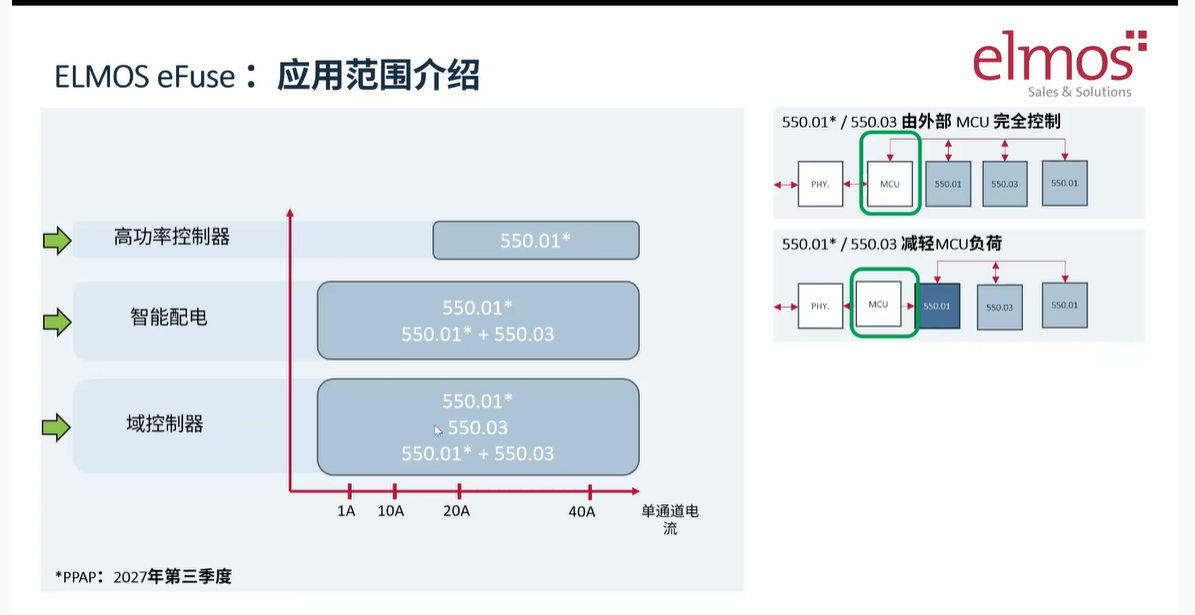 ELMOS eFuse： 应用范围介绍
elmos
Sales & Solutions
高功率控制器
550.01*
智能配电
550.01*
550.01* + 550.03
域控制器
550.01*
550.03
550.01* + 550.03
1A 10A 20A 40A 单通道电
流
*PPAP：2027年第三季度
550.01* / 550.03 由外部 MCU 完全控制
PHY. MCU 550.01 550.03 550.01
550.01* / 550.03 减轻MCU负荷
PHY. MCU 550.01 550.03 550.01